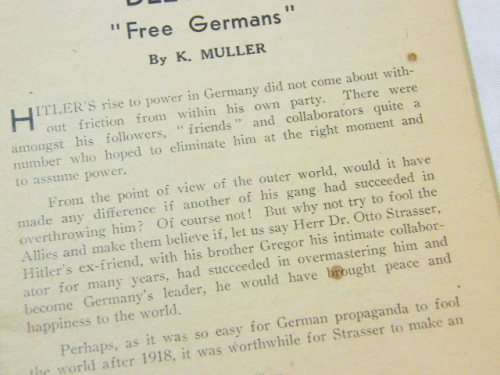 "Free Germans"
By K. MULLER
HITLER'S rise to power in Germany did not come about with-
out friction from within his own party. There were
amongst his followers, "friends" and collaborators quite a
number who hoped to eliminate him at the right moment and
to assume power.
From the point of view of the outer world, would it have
made any difference if another of his gang had succeeded in
overthrowing him? Of course not! But why not try to fool the
Allies and make them believe if, let us say Herr Dr. Otto Strasser,
Hitler's ex-friend, with his brother Gregor his intimate collabor-
ator for many years, had succeeded in overmastering him and
become Germany's leader, he would have brought peace and
happiness to the world.
Perhaps, as it was so easy for German propaganda to fool
the world after 1918, it was worthwhile for Strasser to make an